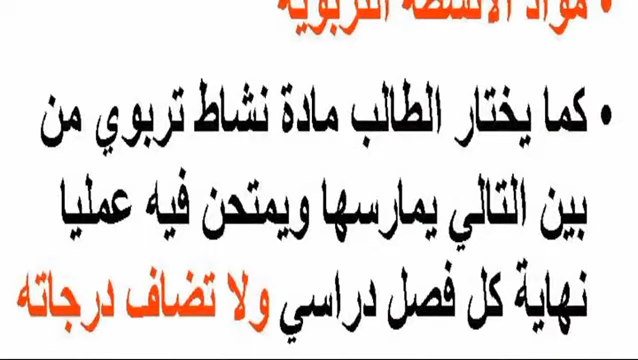 • مواد الأنشطة التربوية
• كما يختار الطالب مادة نشاط تربوي من
بين التالي يمارسها ويمتحن فيه عمليا
نهاية كل فصل دراسي ولا تضاف درجاته